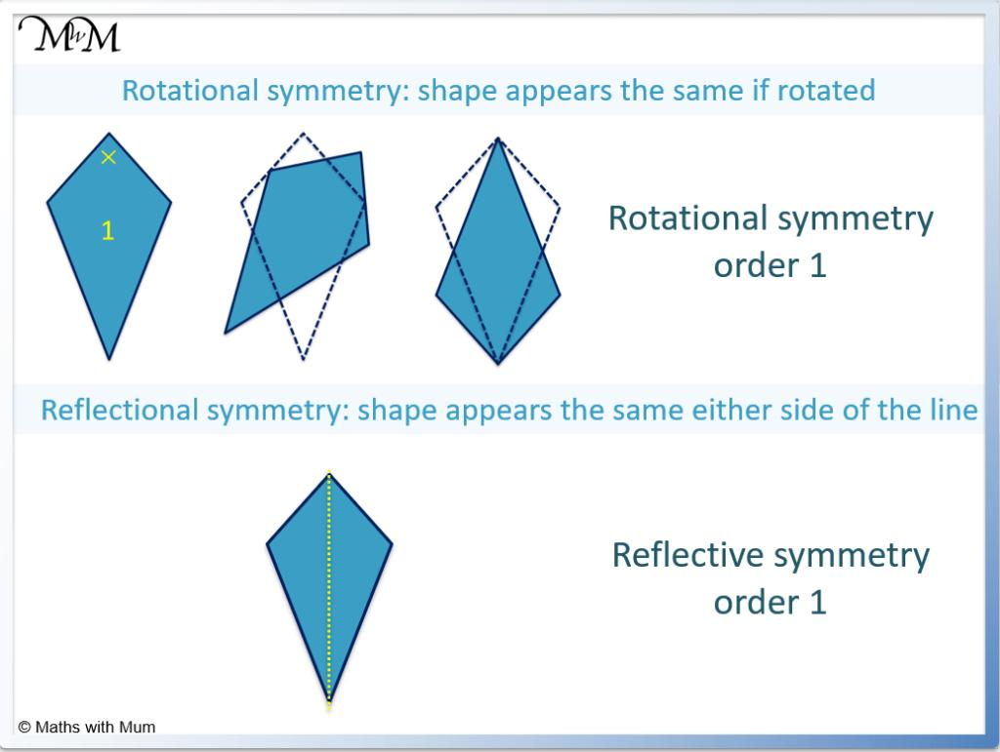 MwM
Rotational symmetry: shape appears the same if rotated
×
1
Rotational symmetry
order 1
Reflectional symmetry: shape appears the same either side of the line
Reflective symmetry
order 1
© Maths with Mum